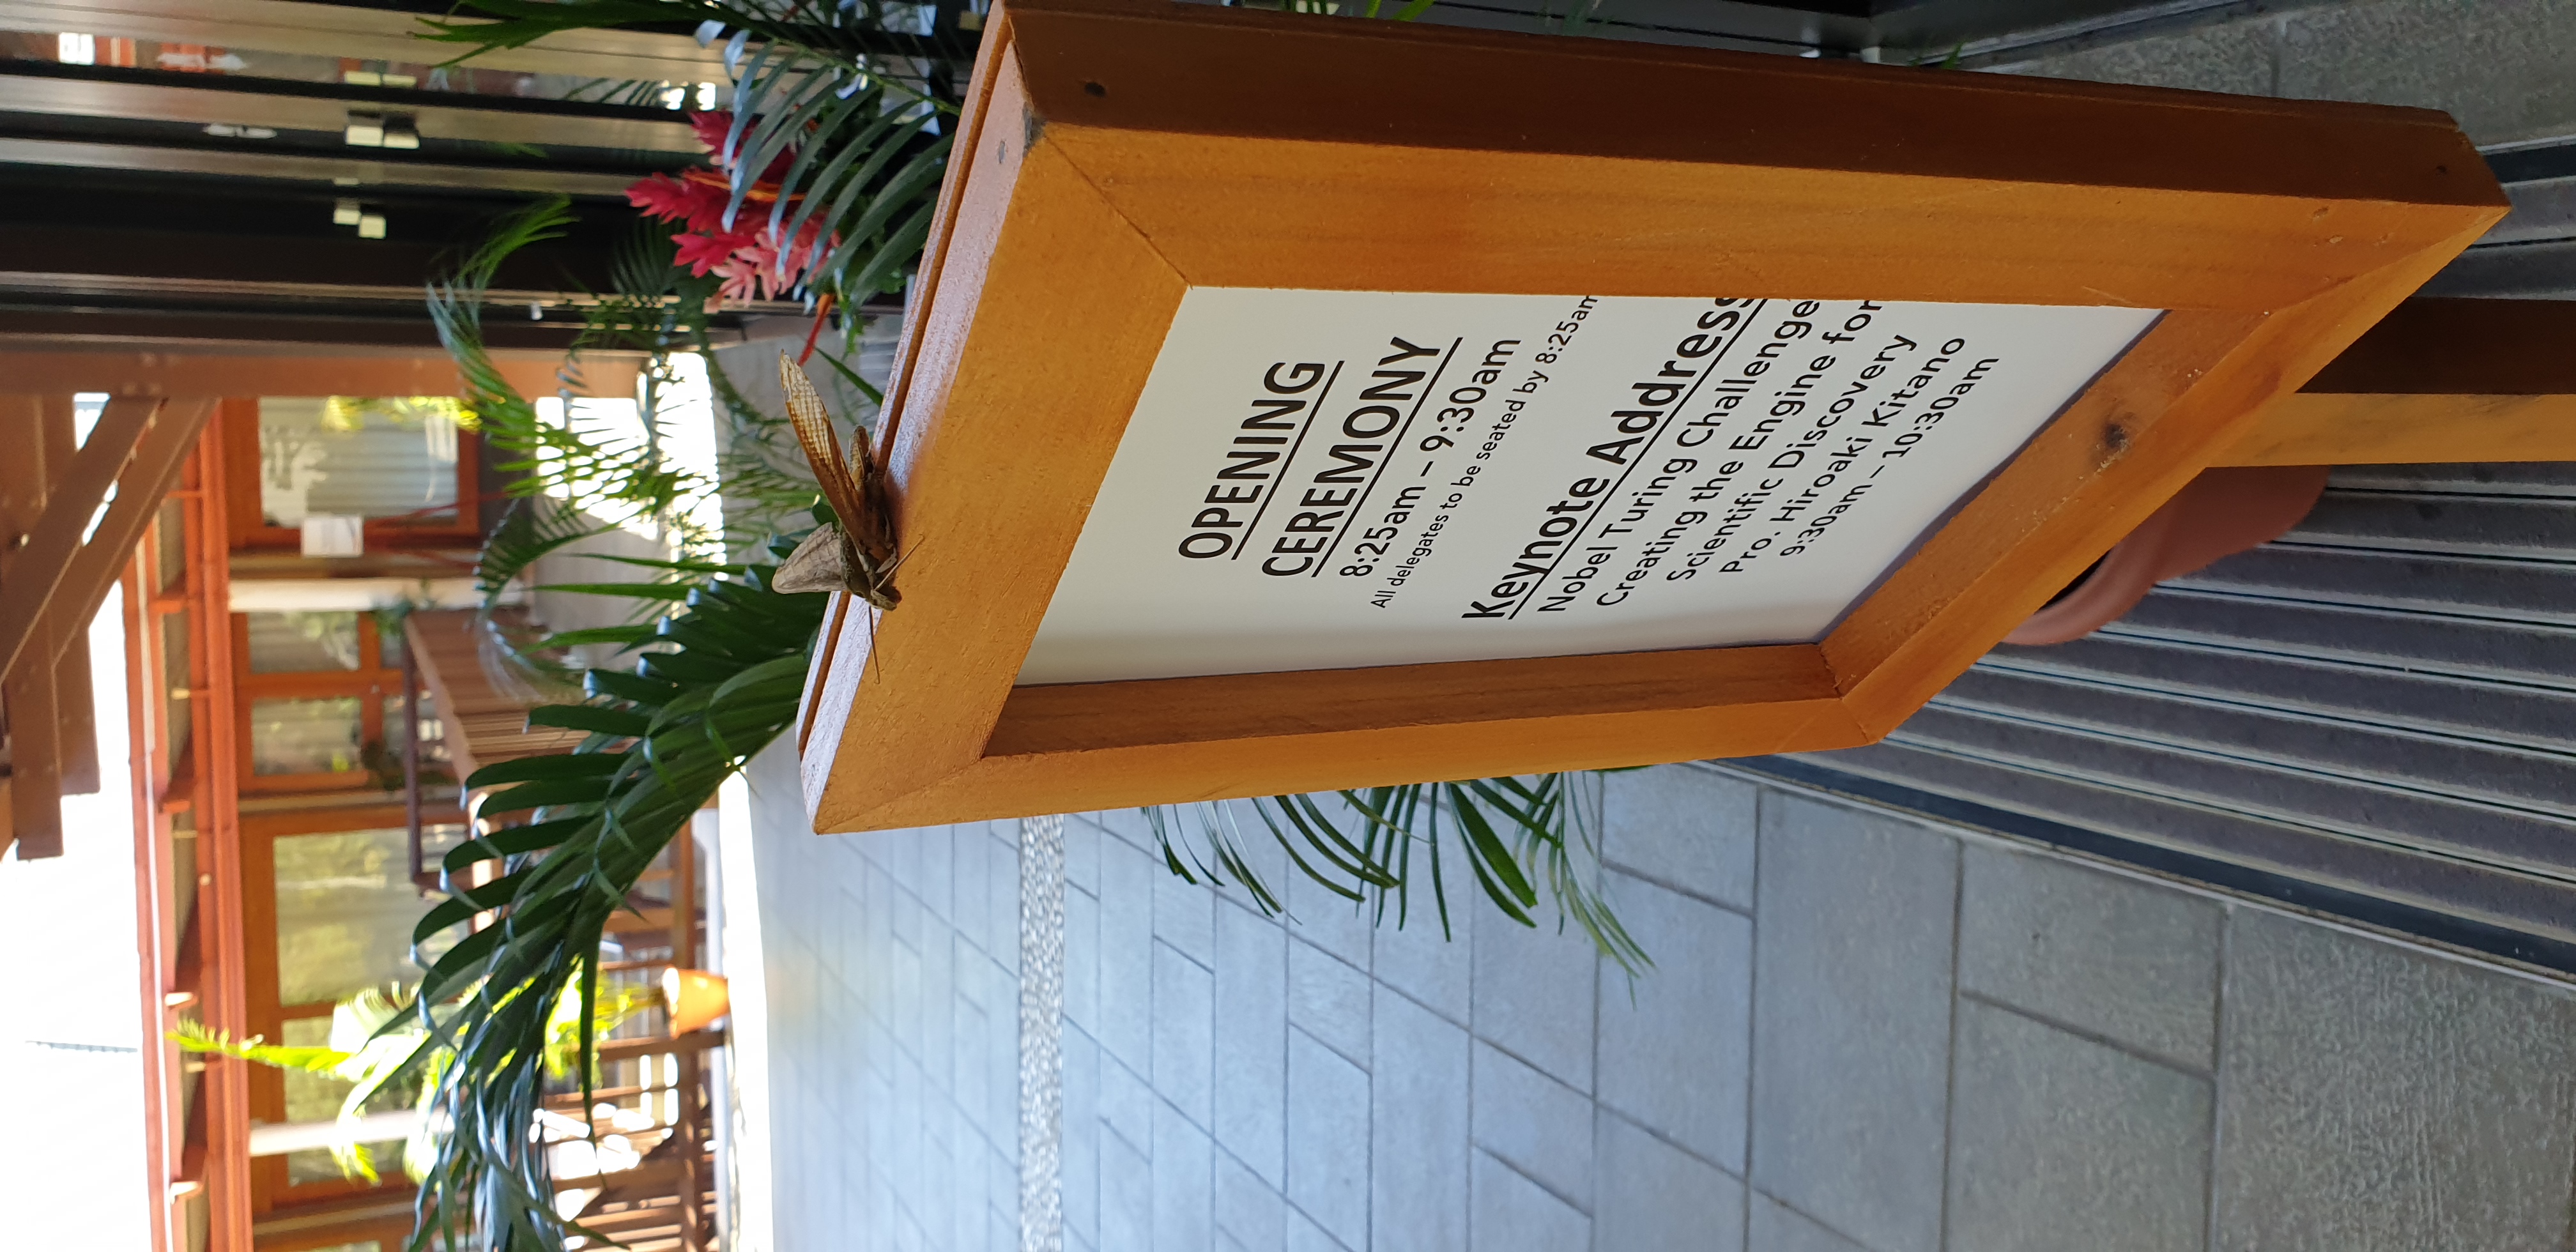 OPENING
CEREMONY
8:25am – 9:30am
All delegates to be seated by 8:25am
Keynote Address
Nobel Turing Challenge
Creating the Engine for
Scientific Discovery
Pro. Hiroaki Kitano
9:30am – 10:30am